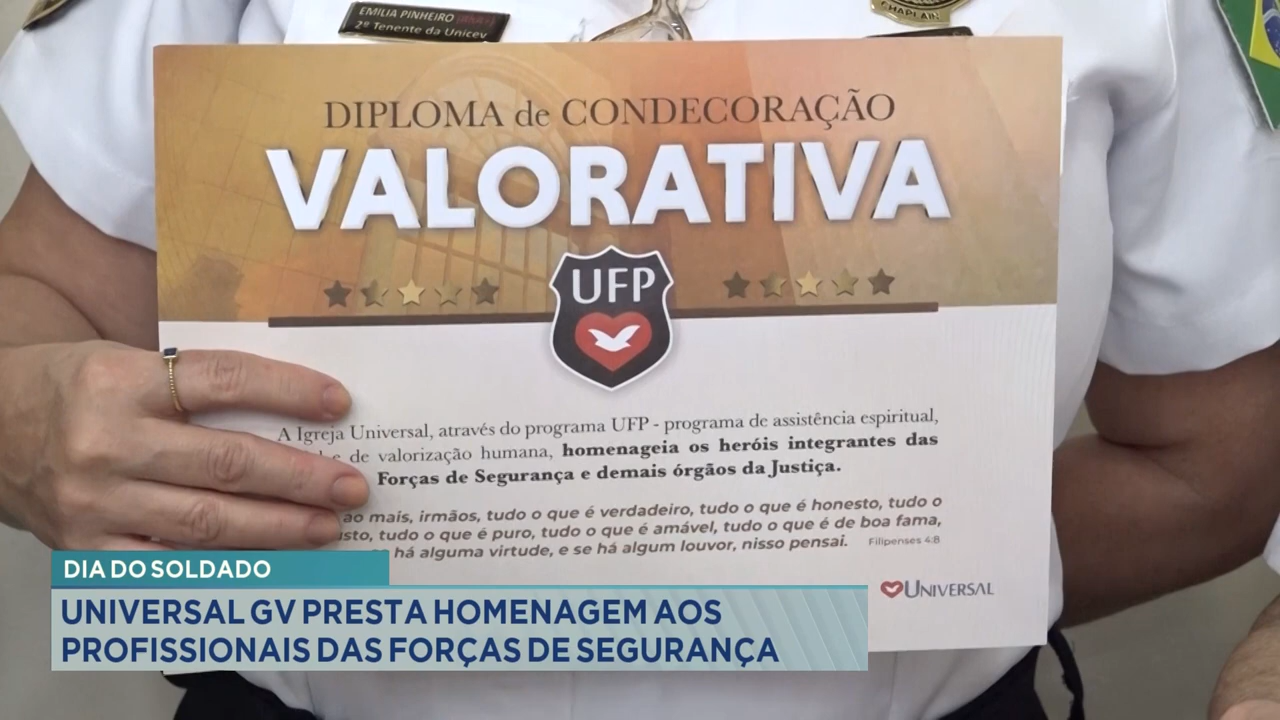 EMILIA PINHEIRO
2º Tenente da Unicev
CHAPLAIN
DIPLOMA de CONDECORAÇÃO
VALORATIVA
UFP
A Igreja Universal, através do programa UFP - programa de assistência espiritual,
e de valorização humana, homenageia os heróis integrantes das
Forças de Segurança e demais órgãos da Justiça.
ao mais, irmãos, tudo o que é verdadeiro, tudo o que é honesto, tudo o
tudo o que é puro, tudo o que é amável, tudo o que é de boa fama,
há alguma virtude, e se há algum louvor, nisso pensai. Filipenses 4:8
UNIVERSAL
DIA DO SOLDADO
UNIVERSAL GV PRESTA HOMENAGEM AOS
PROFISSIONAIS DAS FORÇAS DE SEGURANÇA